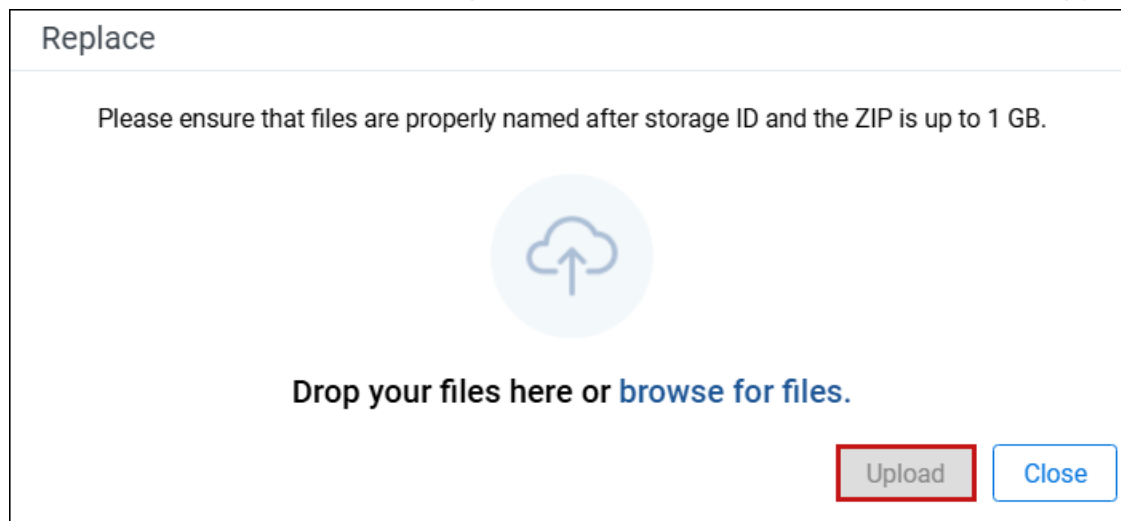 Replace
Please ensure that files are properly named after storage ID and the ZIP is up to 1 GB.
Drop your files here or browse for files.
Upload Close